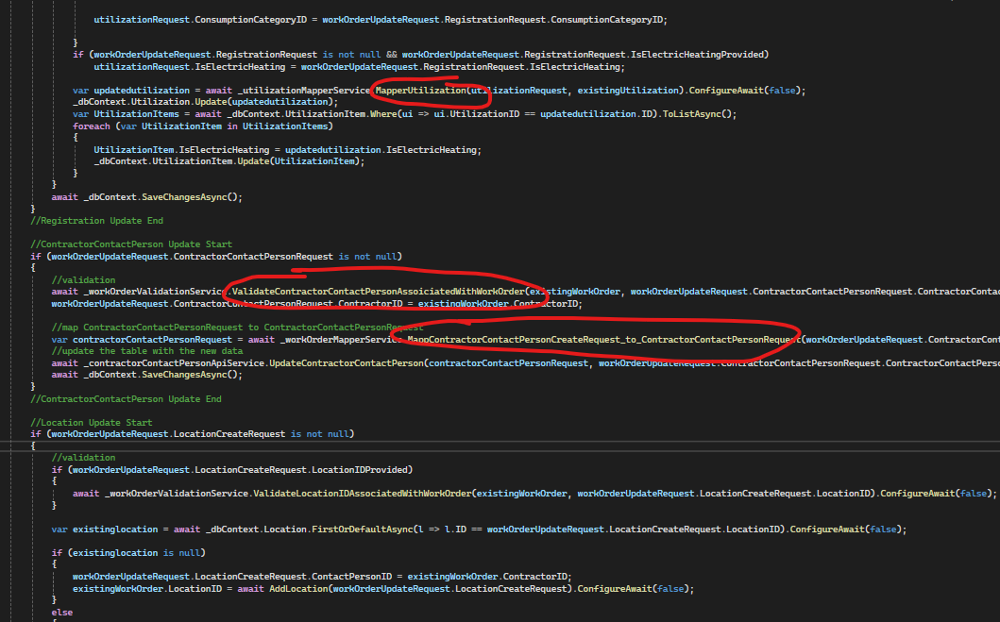 utilizationRequest.ConsumptionCategoryID = workOrderUpdateRequest.RegistrationRequest.ConsumptionCategoryID;
}
if (workOrderUpdateRequest.RegistrationRequest is not null && workOrderUpdateRequest.RegistrationRequest.IsElectricHeatingProvided)
utilizationRequest.IsElectricHeating = workOrderUpdateRequest.RegistrationRequest.IsElectricHeating;
var updatedutilization = await _utilizationMapperService.MapperUtilization(utilizationRequest, existingUtilization).ConfigureAwait(false);
_dbContext.Utilization.Update(updatedutilization);
var UtilizationItems = await _dbContext.UtilizationItem.Where(ui => ui.UtilizationID == updatedutilization.ID).ToListAsync();
foreach (var UtilizationItem in UtilizationItems)
{
UtilizationItem.IsElectricHeating = updatedutilization.IsElectricHeating;
_dbContext.UtilizationItem.Update(UtilizationItem);
}
}
await _dbContext.SaveChangesAsync();
}
//Registration Update End
//ContractorContactPerson Update Start
if (workOrderUpdateRequest.ContractorContactPersonRequest is not null)
{
//validation
await _workOrderValidationService.ValidateContractorContactPersonAssoiciatedWithWorkOrder(existingWorkOrder, workOrderUpdateRequest.ContractorContactPersonRequest.ContractorContac
workOrderUpdateRequest.ContractorContactPersonRequest.ContractorID = existingWorkOrder.ContractorID;
//map ContractorContactPersonRequest to ContractorContactPersonRequest
var contractorContactPersonRequest = await _workOrderMapperService.MappContractorContactPersonCreateRequest_to_ContractorContactPersonRequest(workOrderUpdateRequest.ContractorCont
//update the table with the new data
await _contractorContactPersonApiService.UpdateContractorContactPerson(contractorContactPersonRequest, workOrderUpdateRequest.ContractorContactPersonRequest.ContractorContactPerso
await _dbContext.SaveChangesAsync();
}
//ContractorContactPerson Update End
//Location Update Start
if (workOrderUpdateRequest.LocationCreateRequest is not null)
{
//validation
if (workOrderUpdateRequest.LocationCreateRequest.LocationIDProvided)
{
await _workOrderValidationService.ValidateLocationIDAssociatedWithWorkOrder(existingWorkOrder, workOrderUpdateRequest.LocationCreateRequest.LocationID).ConfigureAwait(false);
}
var existinglocation = await _dbContext.Location.FirstOrDefaultAsync(l => l.ID == workOrderUpdateRequest.LocationCreateRequest.LocationID).ConfigureAwait(false);
if (existinglocation is null)
{
workOrderUpdateRequest.LocationCreateRequest.ContactPersonID = existingWorkOrder.ContractorID;
existingWorkOrder.LocationID = await AddLocation(workOrderUpdateRequest.LocationCreateRequest).ConfigureAwait(false);
}
else
{